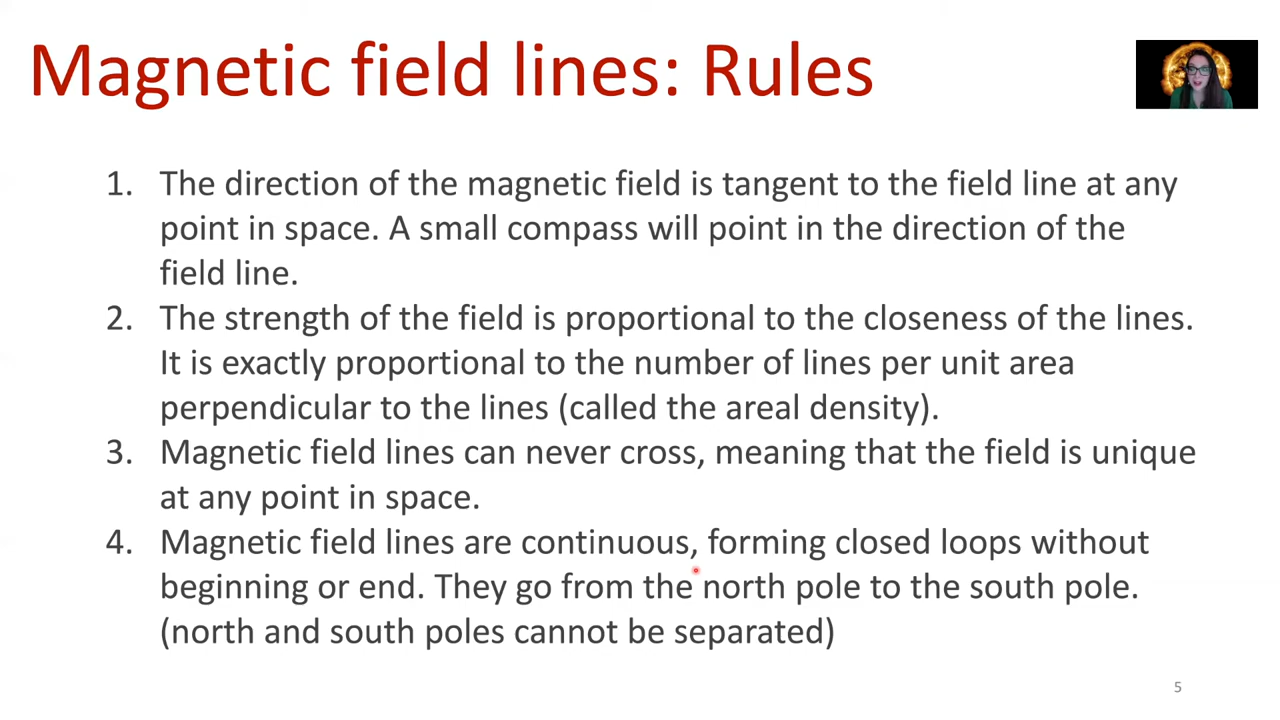 Magnetic field lines: Rules
1. The direction of the magnetic field is tangent to the field line at any
point in space. A small compass will point in the direction of the
field line.
2. The strength of the field is proportional to the closeness of the lines.
It is exactly proportional to the number of lines per unit area
perpendicular to the lines (called the areal density).
3. Magnetic field lines can never cross, meaning that the field is unique
at any point in space.
4. Magnetic field lines are continuous, forming closed loops without
beginning or end. They go from the north pole to the south pole.
(north and south poles cannot be separated)
5